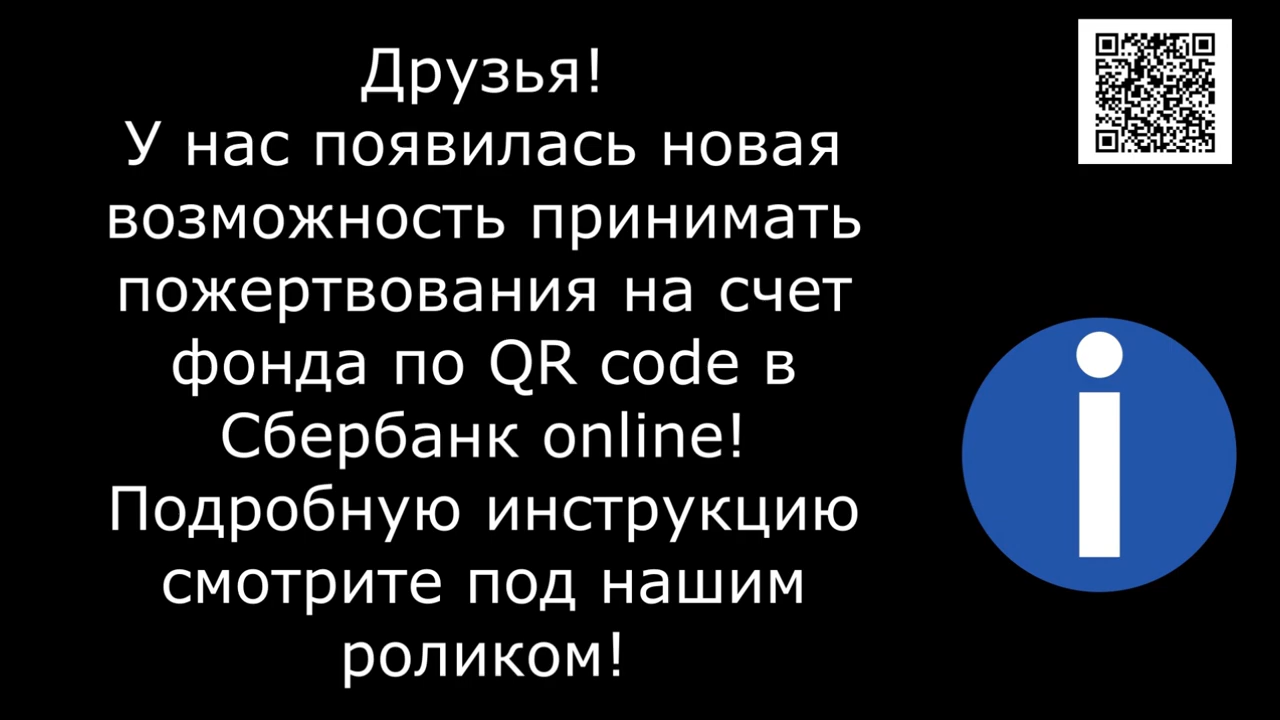 Друзья!
У нас появилась новая
возможность принимать
пожертвования на счет
фонда по QR code в
Сбербанк online!
Подробную инструкцию
смотрите под нашим
роликом!